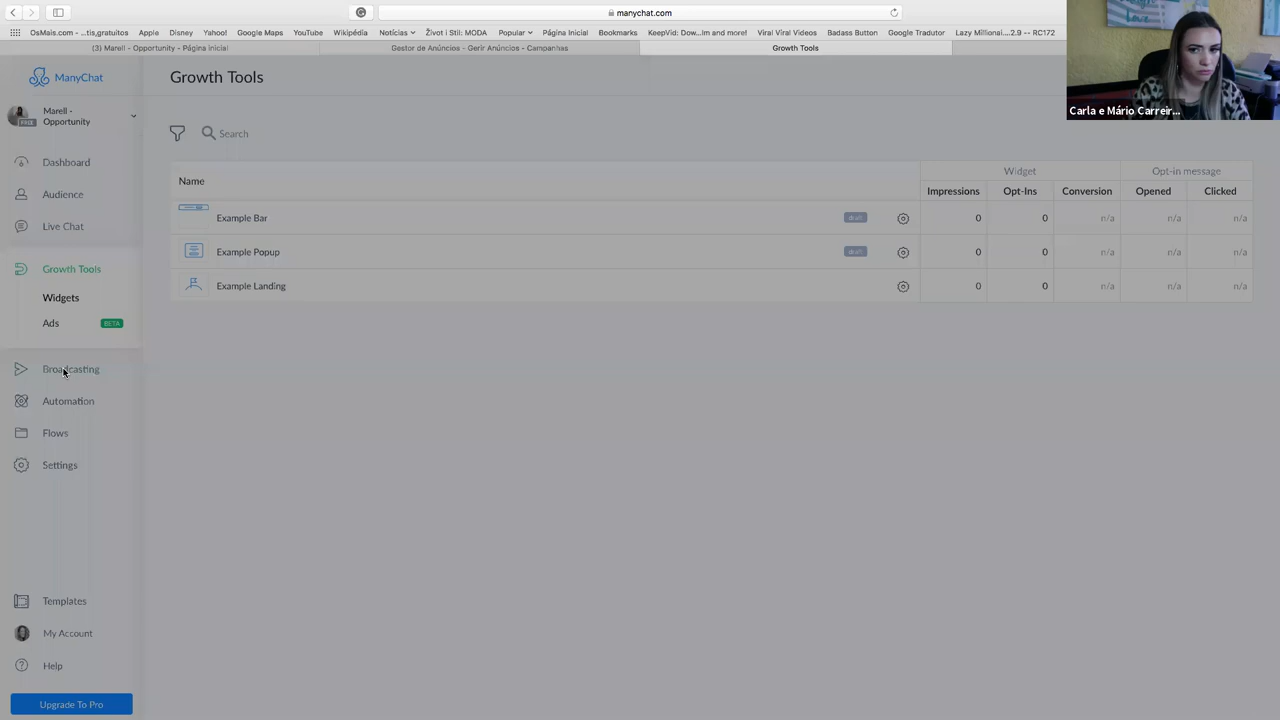 manychat.com
OsMais.com - ...tis,gratuitos Apple Disney Yahoo! Google Maps YouTube Wikipédia Notícias Život i Stil: MODA Popular Página Inicial Bookmarks KeepVid: Dow...im and more! Viral Viral Videos Badass Button Google Tradutor Lazy Millionai....2.9 -- RC172
(3) Marell - Opportunity - Página inicial Gestor de Anúncios - Gerir Anúncios - Campanhas Growth Tools
ManyChat
Growth Tools
Marell -
Opportunity
PRO
Search
Dashboard
Audience
Live Chat
Growth Tools
Widgets
Ads BETA
Broadcasting
Automation
Flows
Settings
Templates
My Account
Help
Upgrade To Pro
Name Widget Opt-in message
Impressions Opt-Ins Conversion Opened Clicked
Example Bar draft 0 0 n/a n/a n/a
Example Popup draft 0 0 n/a n/a n/a
Example Landing 0 0 n/a n/a n/a
Carla e Mário Carreir...